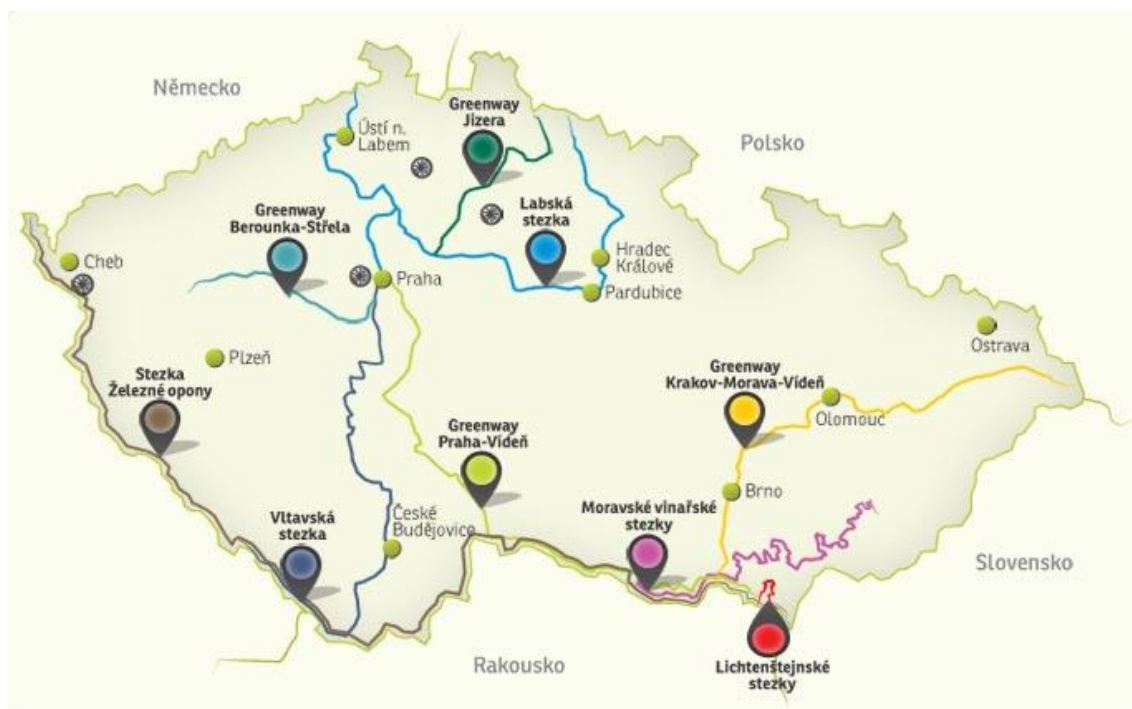 Německo
Greenway
Jizera
Ústí n.
Labem
Polsko
Greenway
Berounka-Střela
Labská
stezka
Cheb
Hradec
Králové
Praha
Pardubice
Ostrava
Plzeň
Stezka
Železné opony
Greenway
Krakov-Morava-Vídeň
Olomouc
Greenway
Praha-Vídeň
Brno
Vltavská
stezka
České
Budějovice
Moravské vinařské
stezky
Slovensko
Rakousko
Lichtenštejnské
stezky